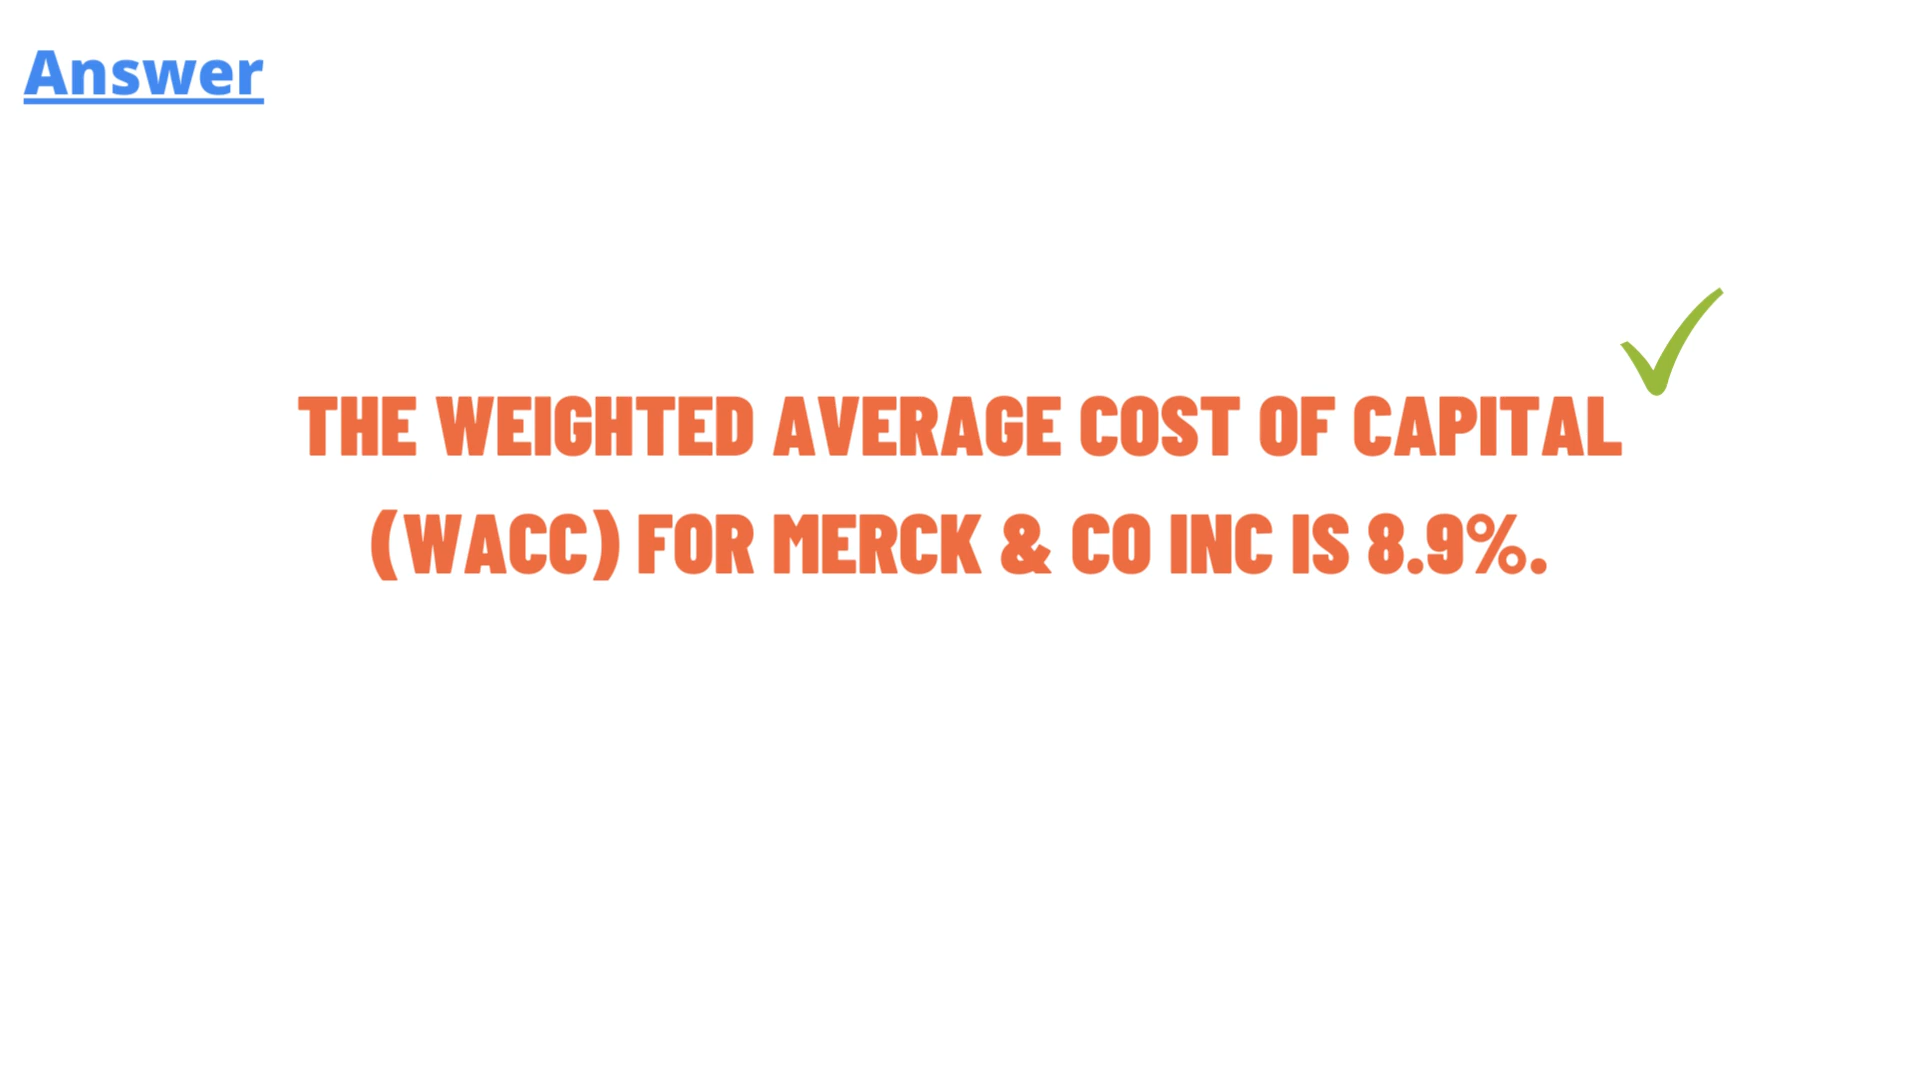 Answer
THE WEIGHTED AVERAGE COST OF CAPITAL
(WACC) FOR MERCK & CO INC IS 8.9%.